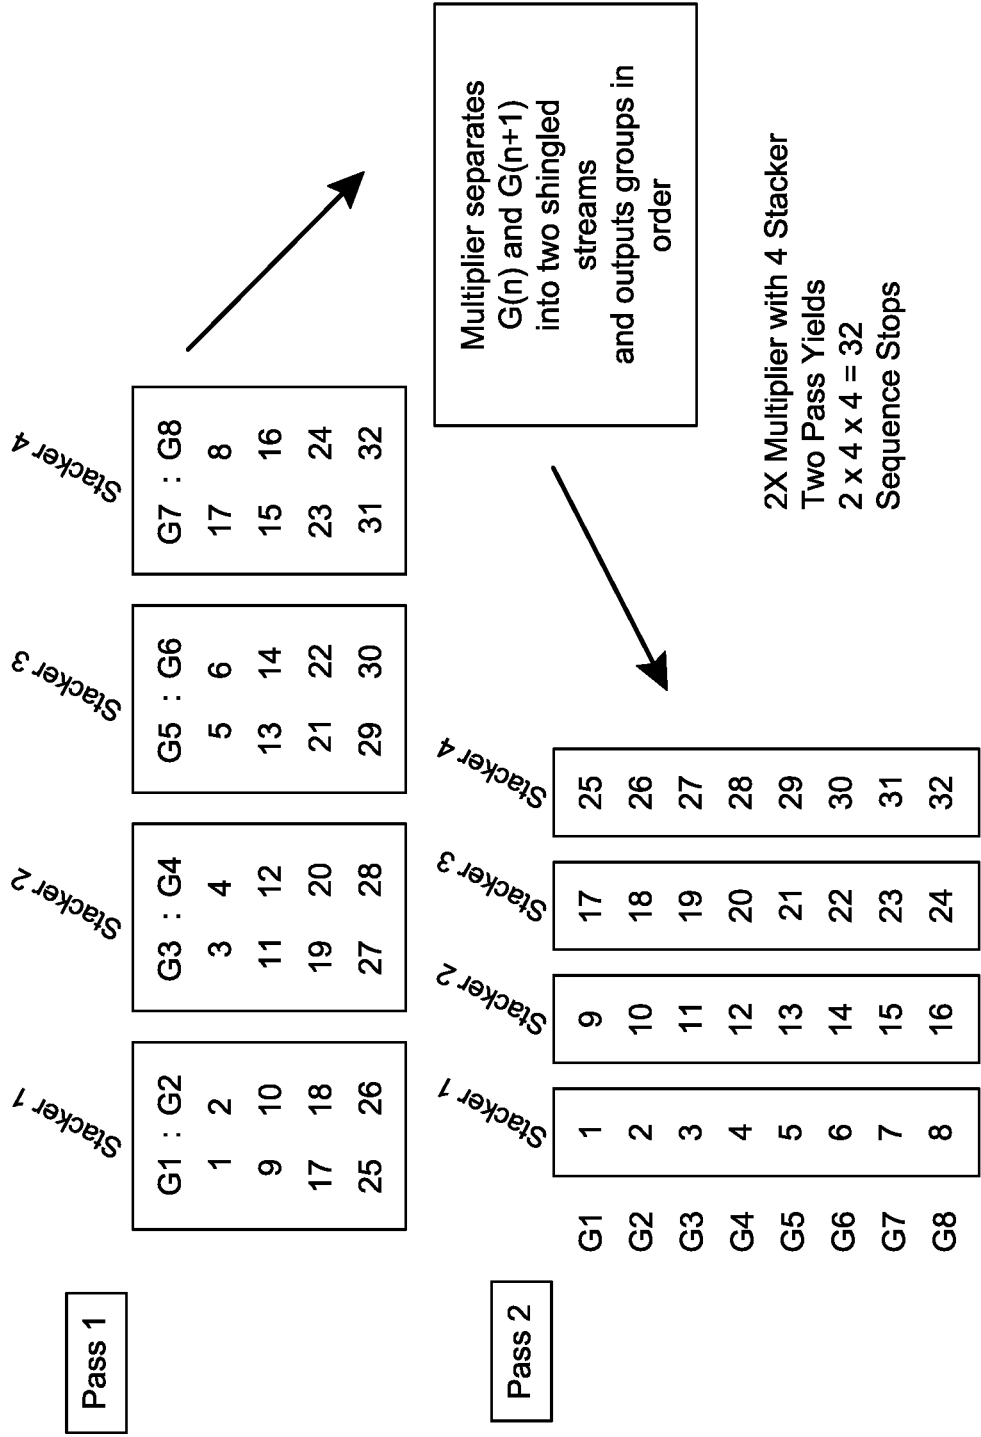 Pass 1
Stacker 1
G1 : G2
1 2
9 10
17 18
25 26
Stacker 2
G3 : G4
3 4
11 12
19 20
27 28
Stacker 3
G5 : G6
5 6
13 14
21 22
29 30
Stacker 4
G7 : G8
17 8
15 16
23 24
31 32
Multiplier separates
G(n) and G(n+1)
into two shingled
streams
and outputs groups in
order
Pass 2
G1
G2
G3
G4
G5
G6
G7
G8
Stacker 1
1
2
3
4
5
6
7
8
Stacker 2
9
10
11
12
13
14
15
16
Stacker 3
17
18
19
20
21
22
23
24
Stacker 4
25
26
27
28
29
30
31
32
2X Multiplier with 4 Stacker
Two Pass Yields
2 x 4 x 4 = 32
Sequence Stops